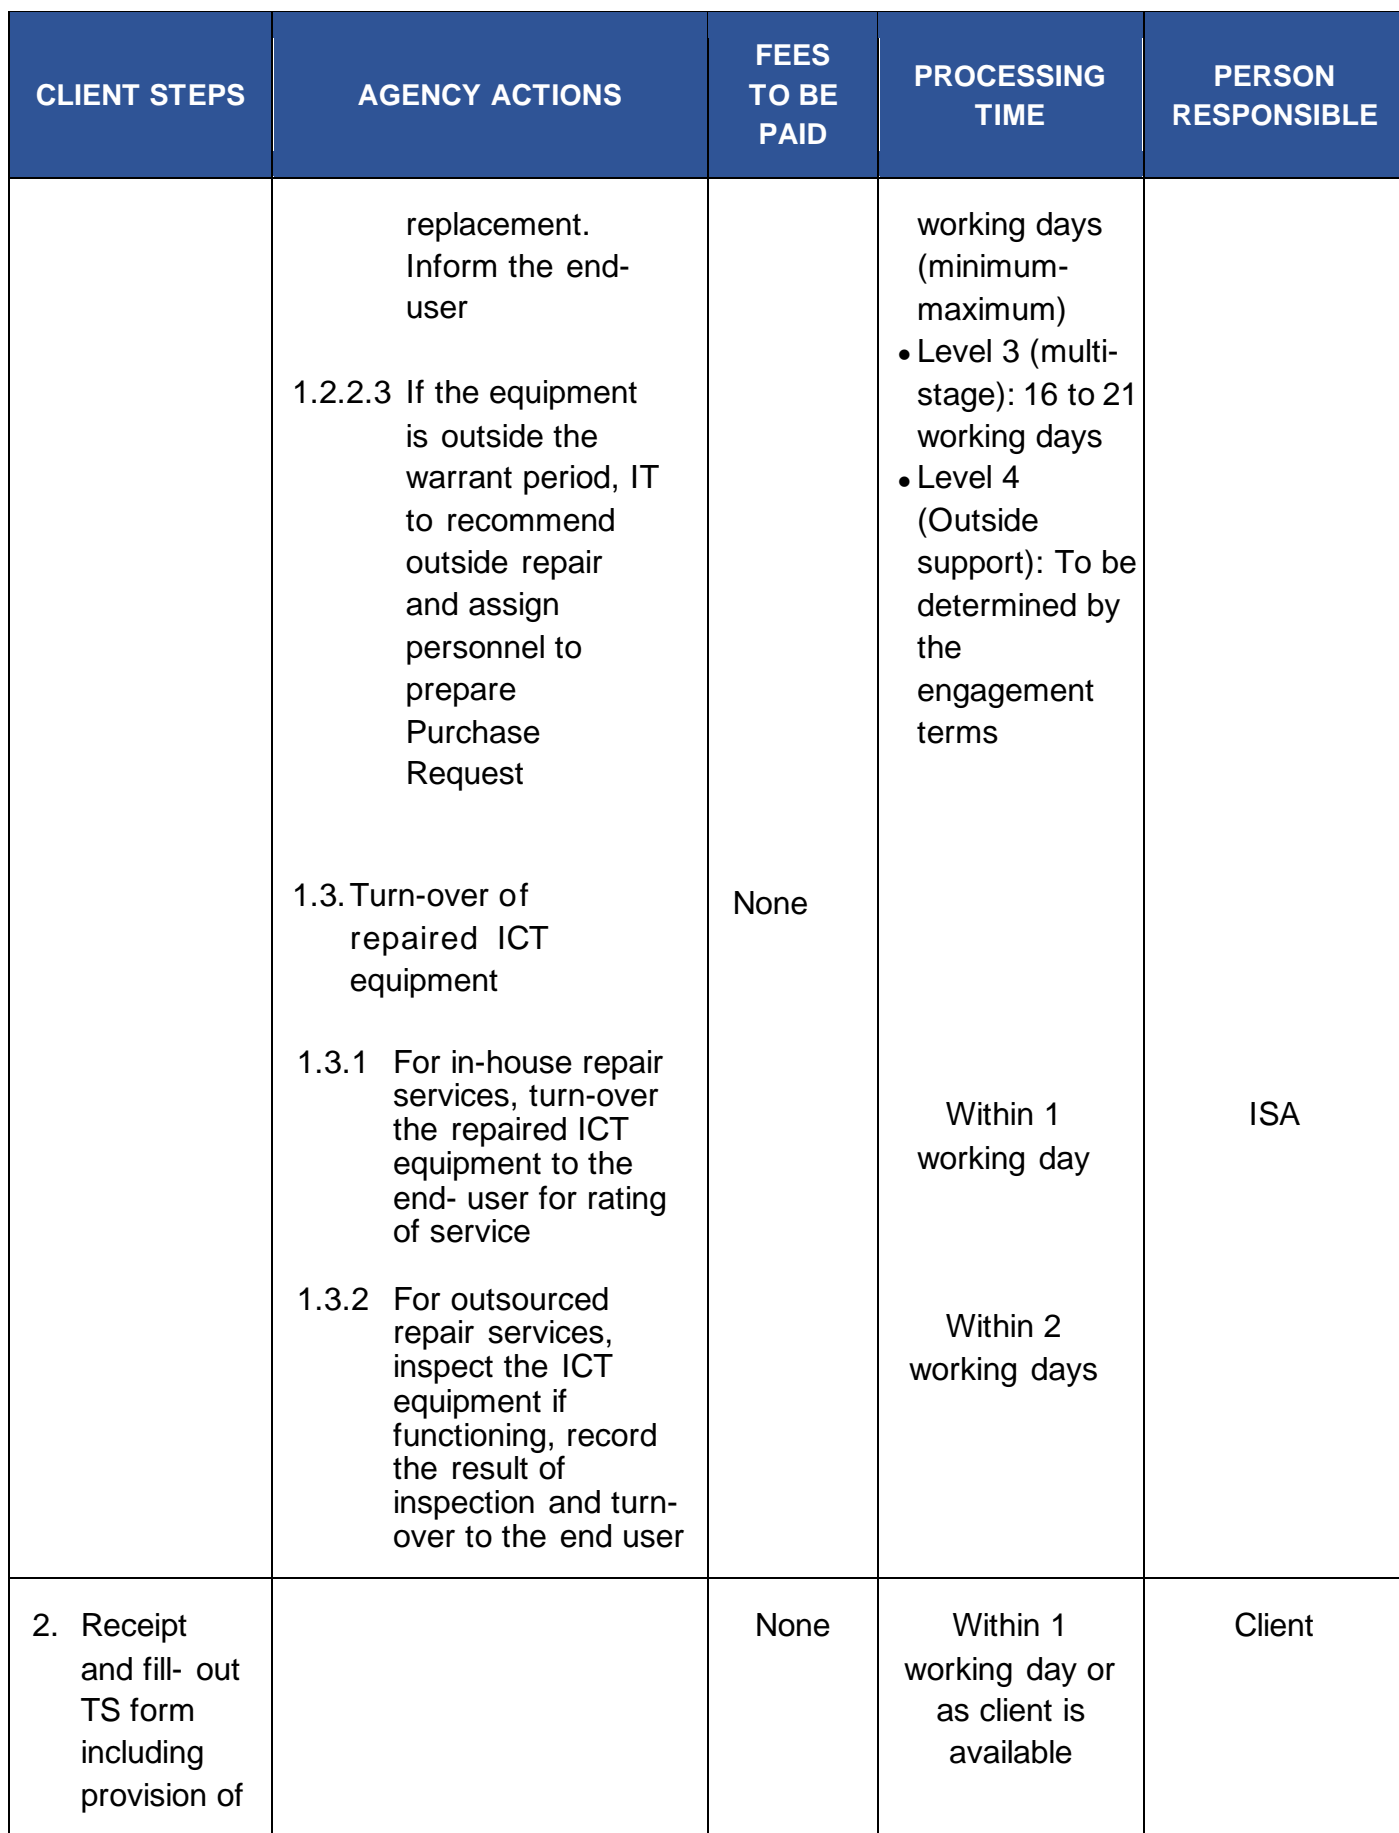 CLIENT STEPS
AGENCY ACTIONS
FEES
TO BE
PAID
PROCESSING
TIME
PERSON
RESPONSIBLE
replacement.
Inform the end-
user
1.2.2.3 If the equipment
is outside the
warrant period, IT
to recommend
outside repair
and assign
personnel to
prepare
Purchase
Request
1.3. Turn-over of
repaired ICT
equipment
1.3.1 For in-house repair
services, turn-over
the repaired ICT
equipment to the
end- user for rating
of service
1.3.2 For outsourced
repair services,
inspect the ICT
equipment if
functioning, record
the result of
inspection and turn-
over to the end user
None
working days
(minimum-
maximum)
● Level 3 (multi-
stage): 16 to 21
working days
● Level 4
(Outside
support): To be
determined by
the
engagement
terms
Within 1
working day
Within 2
working days
ISA
2. Receipt
and fill- out
TS form
including
provision of
None
Within 1
working day or
as client is
available
Client